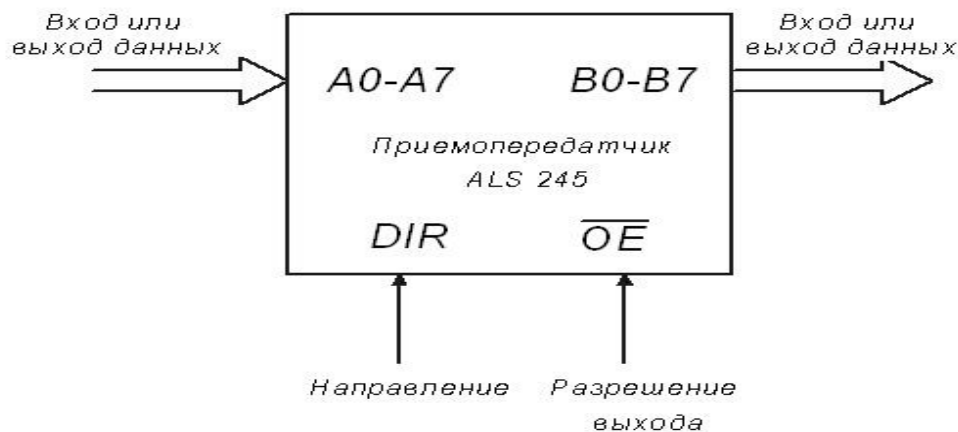 Вход или
выход данных
Вход или
выход данных
A0-A7
B0-B7
Приемопередатчик
ALS 245
DIR
OE
Направление
Разрешение
выхода